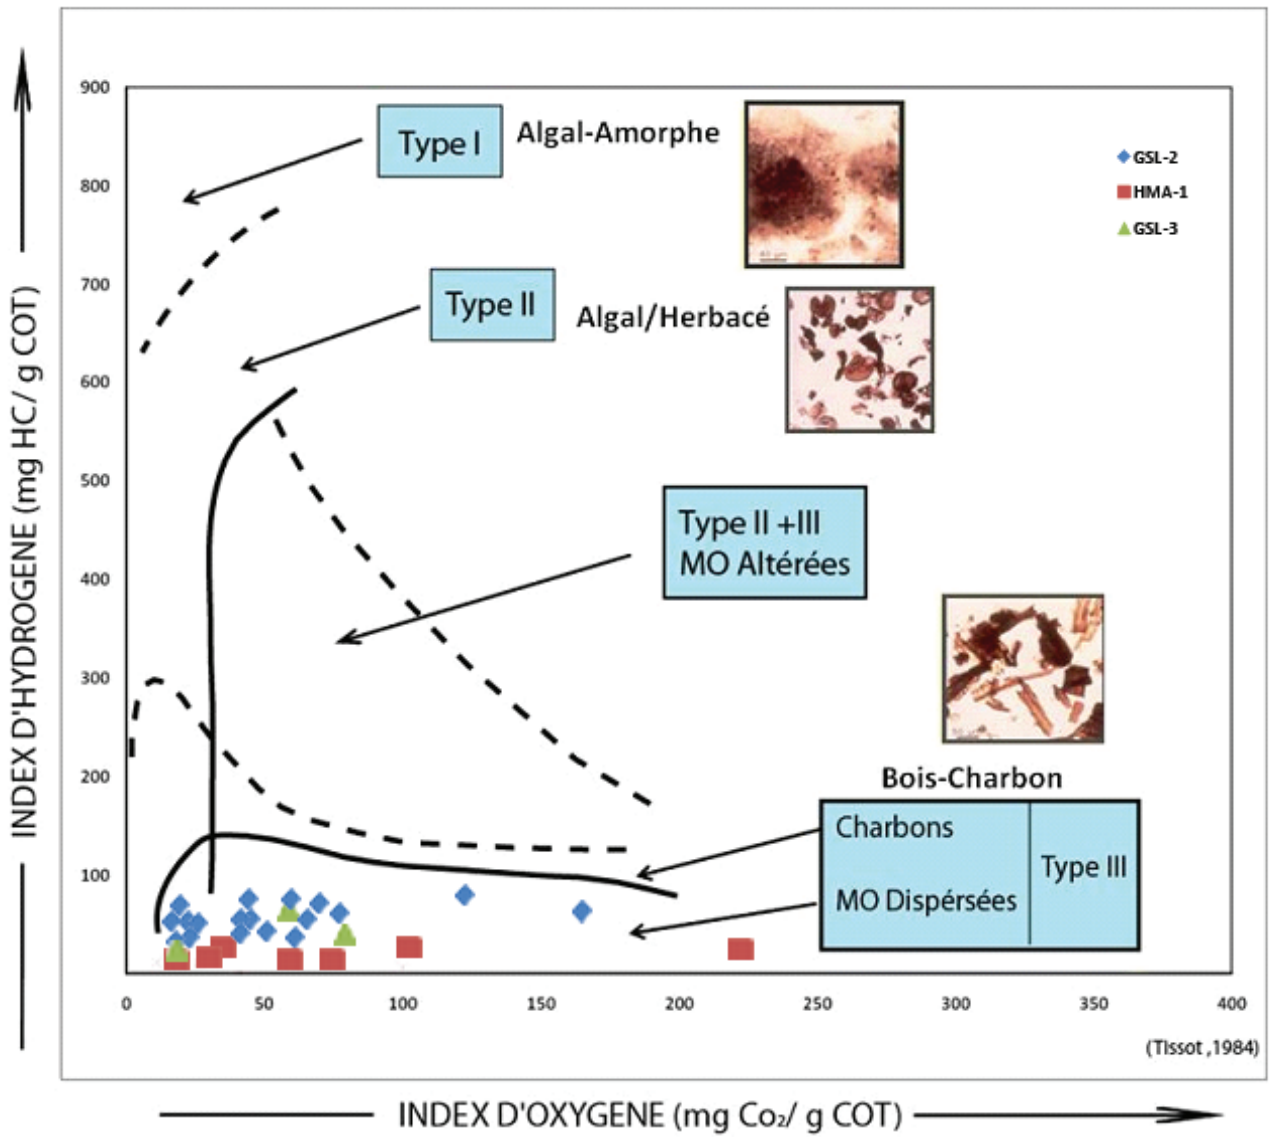 900
800
700
600
500
400
300
200
100
0
50
100
150
200
250
300
350
400
INDEX D'HYDROGENE (mg HC/ g COT)
Type I
Algal-Amorphe
GSL-2
HMA-1
GSL-3
Type II
Algal/Herbacé
Type II +III
MO Altérées
Bois-Charbon
Charbons
Type III
MO Dispérsées
(TIssot ,1984)
INDEX D'OXYGENE (mg Co₂/ g COT)